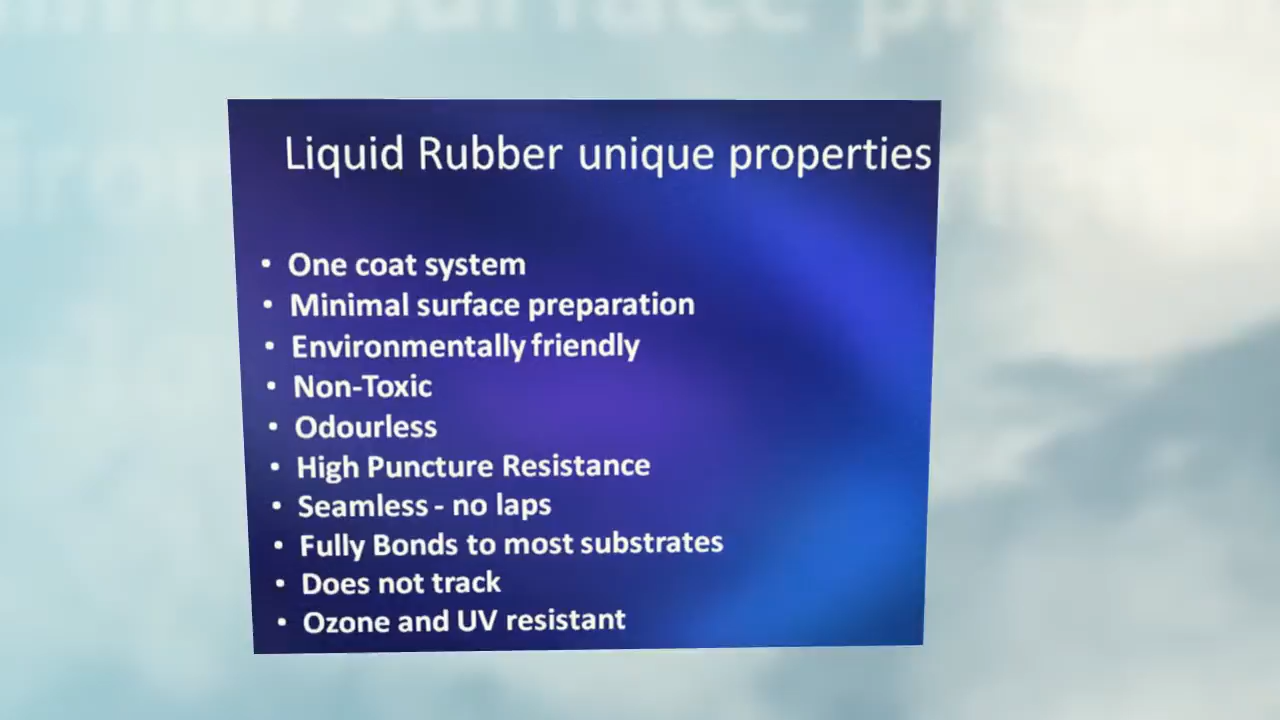 Liquid Rubber unique properties
• One coat system
• Minimal surface preparation
• Environmentally friendly
• Non-Toxic
• Odourless
• High Puncture Resistance
• Seamless - no laps
• Fully Bonds to most substrates
• Does not track
• Ozone and UV resistant